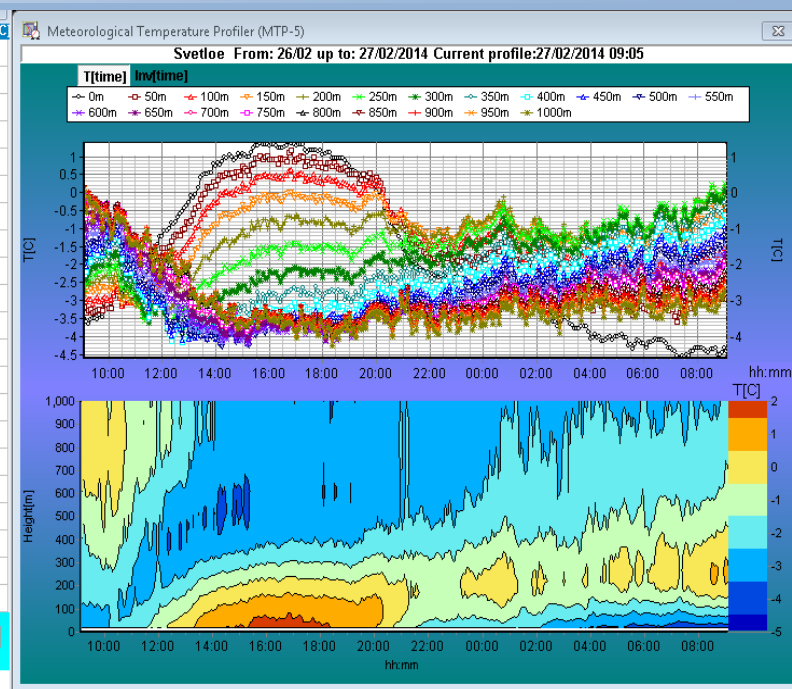 C]
Meteorological Temperature Profiler (MTP-5)
Svetloe From: 26/02 up to: 27/02/2014 Current profile:27/02/2014 09:05
T[time] Inv[time]
0m 50m 100m 150m 200m 250m 300m 350m 400m 450m 500m 550m
600m 650m 700m 750m 800m 850m 900m 950m 1000m
1 1
0.5
0 0
-0.5
-1 -1
-1.5
T[C] T[C]
-2 -2
-2.5
-3 -3
-3.5
-4 -4
-4.5
10:00 12:00 14:00 16:00 18:00 20:00 22:00 00:00 02:00 04:00 06:00 08:00 hh:mm
T[C]
1,000 2
900
800 1
700 0
600
500 -1
Height[m]
400 -2
300 -3
200
100 -4
0 -5
10:00 12:00 14:00 16:00 18:00 20:00 22:00 00:00 02:00 04:00 06:00 08:00
hh:mm